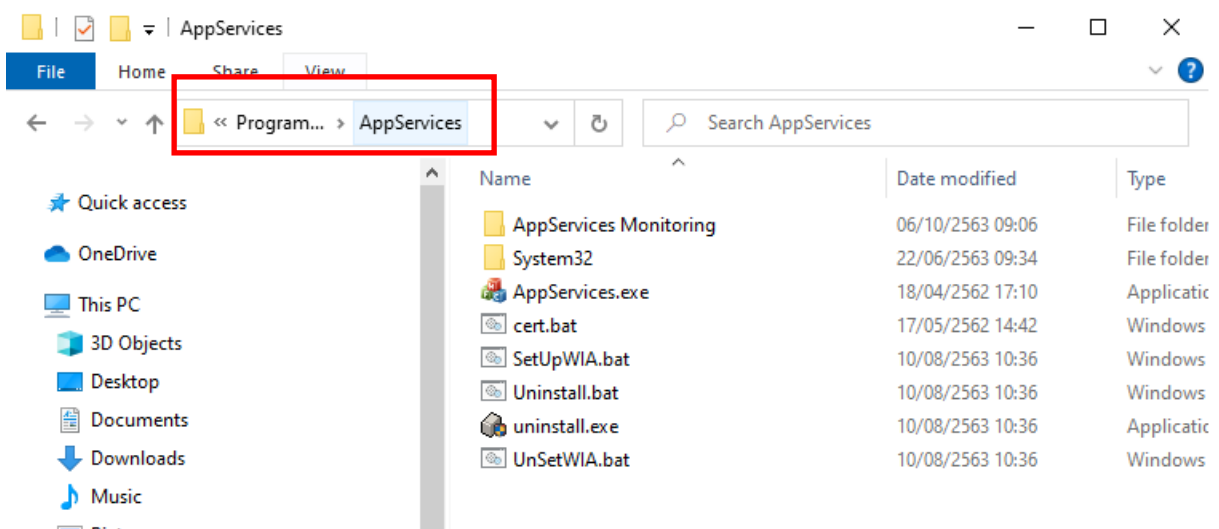 AppServices
File Home Share View
« Program... › AppServices
Search AppServices
Name Date modified Type
Quick access
OneDrive
This PC
3D Objects
Desktop
Documents
Downloads
Music
AppServices Monitoring 06/10/2563 09:06 File folder
System32 22/06/2563 09:34 File folder
AppServices.exe 18/04/2562 17:10 Applicatic
cert.bat 17/05/2562 14:42 Windows
SetUpWIA.bat 10/08/2563 10:36 Windows
Uninstall.bat 10/08/2563 10:36 Windows
uninstall.exe 10/08/2563 10:36 Applicatic
UnSetWIA.bat 10/08/2563 10:36 Windows